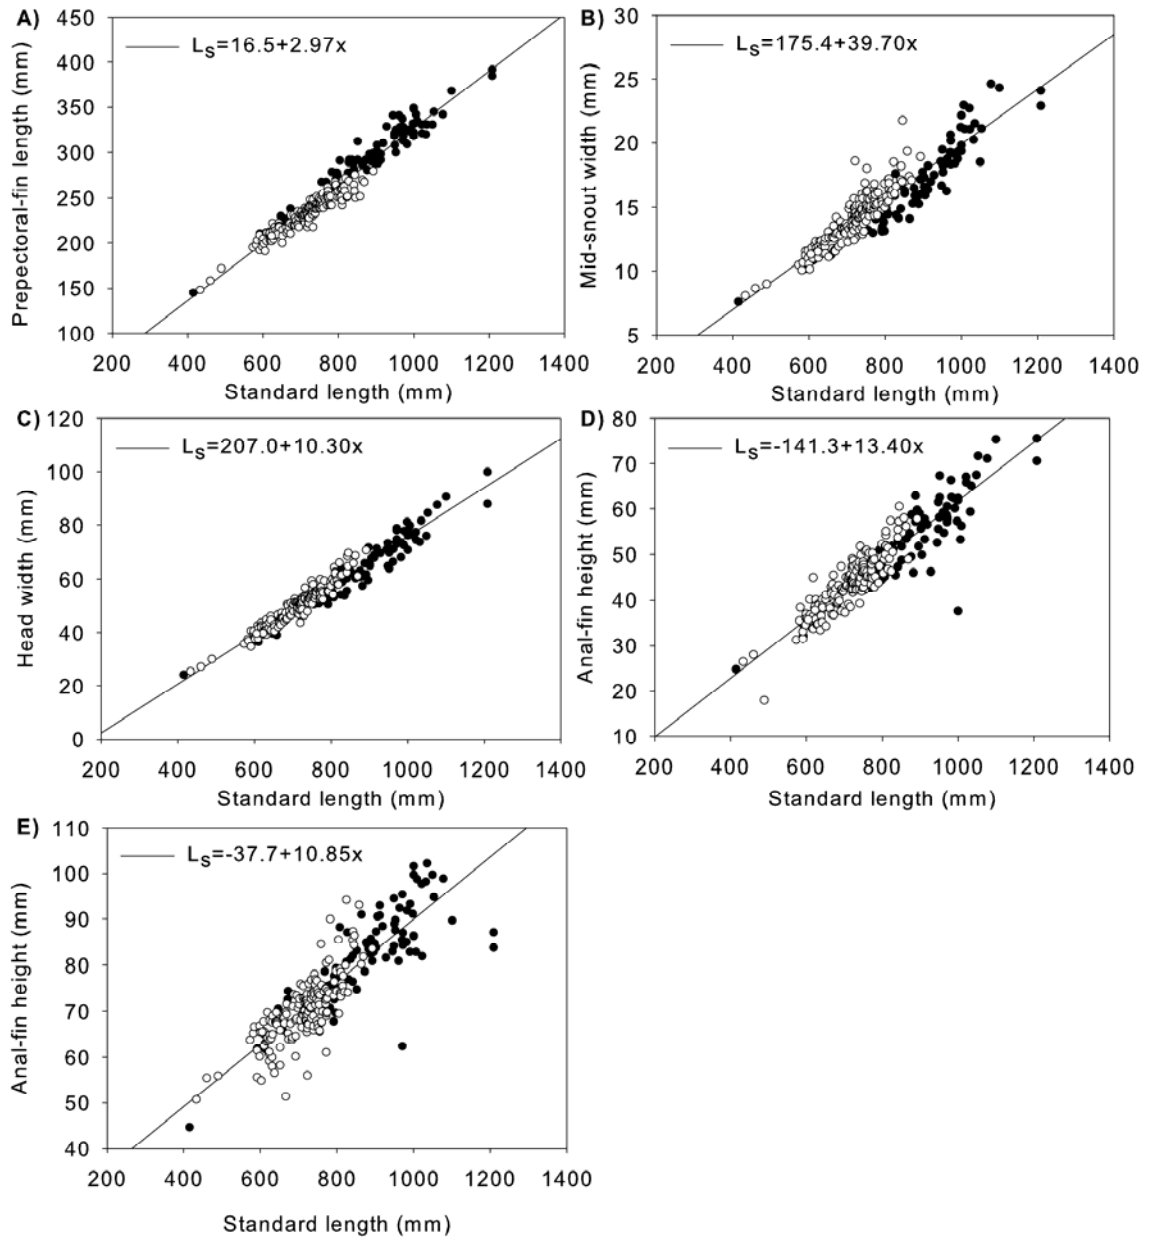 A)
L_S=16.5+2.97x
Prepectoral-fin length (mm)
450
400
350
300
250
200
150
100
200 400 600 800 1000 1200 1400
Standard length (mm)
B)
L_S=175.4+39.70x
Mid-snout width (mm)
30
25
20
15
10
5
200 400 600 800 1000 1200 1400
Standard length (mm)
C)
L_S=207.0+10.30x
Head width (mm)
120
100
80
60
40
20
0
200 400 600 800 1000 1200 1400
Standard length (mm)
D)
L_S=-141.3+13.40x
Anal-fin height (mm)
80
70
60
50
40
30
20
10
200 400 600 800 1000 1200 1400
Standard length (mm)
E)
L_S=-37.7+10.85x
Anal-fin height (mm)
110
100
90
80
70
60
50
40
200 400 600 800 1000 1200 1400
Standard length (mm)